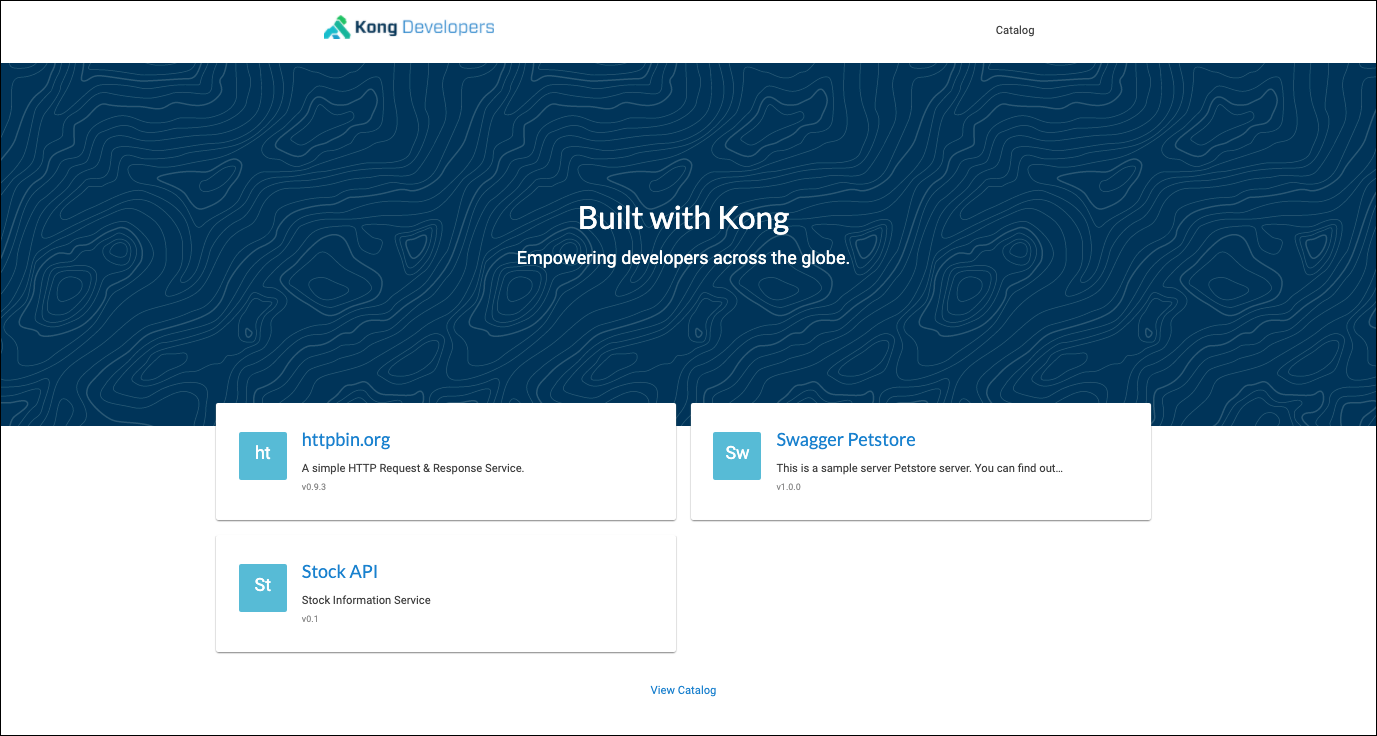 Kong Developers
Catalog
Built with Kong
Empowering developers across the globe.
ht
httpbin.org
A simple HTTP Request & Response Service.
v0.9.3
Sw
Swagger Petstore
This is a sample server Petstore server. You can find out...
v1.0.0
St
Stock API
Stock Information Service
v0.1
View Catalog